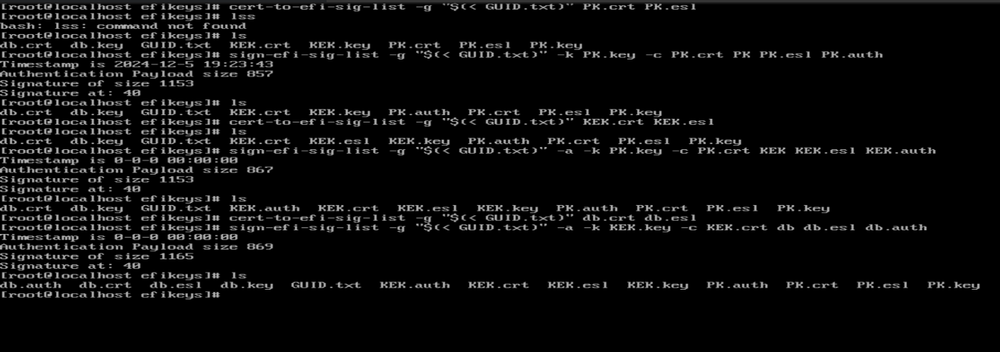 [root@localhost efikeys]# cert-to-efi-sig-list -g "$(< GUID.txt)" PK.crt PK.esl
[root@localhost efikeys]# lss
bash: lss: command not found
[root@localhost efikeys]# ls
db.crt  db.key  GUID.txt  KEK.crt  KEK.key  PK.crt  PK.esl  PK.key
[root@localhost efikeys]# sign-efi-sig-list -g "$(< GUID.txt)" -k PK.key -c PK.crt PK PK.esl PK.auth
Timestamp is 2024-12-5 19:23:43
Authentication Payload size 857
Signature of size 1153
Signature at: 40
[root@localhost efikeys]# ls
db.crt  db.key  GUID.txt  KEK.crt  KEK.key  PK.auth  PK.crt  PK.esl  PK.key
[root@localhost efikeys]# cert-to-efi-sig-list -g "$(< GUID.txt)" KEK.crt KEK.esl
[root@localhost efikeys]# ls
db.crt  db.key  GUID.txt  KEK.crt  KEK.esl  KEK.key  PK.auth  PK.crt  PK.esl  PK.key
[root@localhost efikeys]# sign-efi-sig-list -g "$(< GUID.txt)" -a -k PK.key -c PK.crt KEK KEK.esl KEK.auth
Timestamp is 0-0-0 00:00:00
Authentication Payload size 867
Signature of size 1153
Signature at: 40
[root@localhost efikeys]# ls
db.crt  db.key  GUID.txt  KEK.auth  KEK.crt  KEK.esl  KEK.key  PK.auth  PK.crt  PK.esl  PK.key
[root@localhost efikeys]# cert-to-efi-sig-list -g "$(< GUID.txt)" db.crt db.esl
[root@localhost efikeys]# sign-efi-sig-list -g "$(< GUID.txt)" -a -k KEK.key -c KEK.crt db db.esl db.auth
Timestamp is 0-0-0 00:00:00
Authentication Payload size 869
Signature of size 1165
Signature at: 40
[root@localhost efikeys]# ls
db.auth  db.crt  db.esl  db.key  GUID.txt  KEK.auth  KEK.crt  KEK.esl  KEK.key  PK.auth  PK.crt  PK.esl  PK.key
[root@localhost efikeys]#